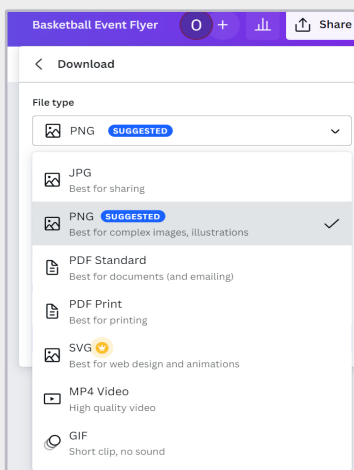 Basketball Event Flyer O + Share
Download
File type
PNG SUGGESTED
JPG
Best for sharing
PNG SUGGESTED
Best for complex images, illustrations
PDF Standard
Best for documents (and emailing)
PDF Print
Best for printing
SVG
Best for web design and animations
MP4 Video
High quality video
GIF
Short clip, no sound